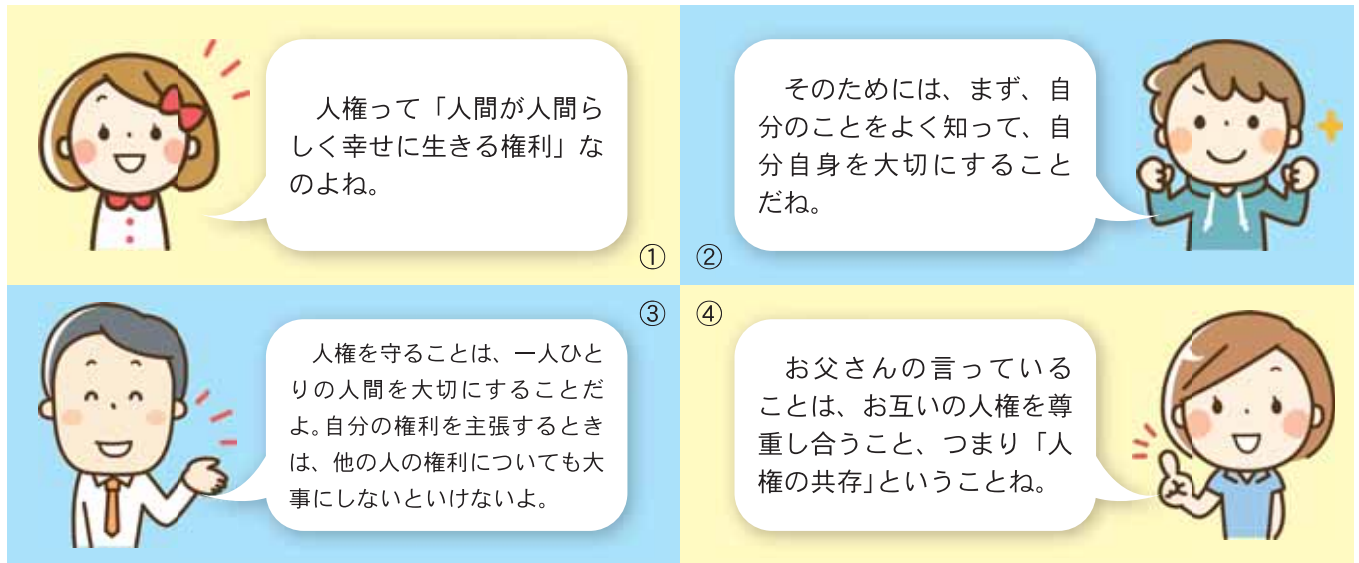 人権って「人間が人間ら
しく幸せに生きる権利」な
のよね。
①
②
そのためには、まず、自
分のことをよく知って、自
分自身を大切にすること
だね。
③
人権を守ることは、一人ひと
りの人間を大切にすることだ
よ。自分の権利を主張するとき
は、他の人の権利についても大
事にしないといけないよ。
④
お父さんの言っている
ことは、お互いの人権を尊
重し合うこと、つまり「人
権の共存」ということね。